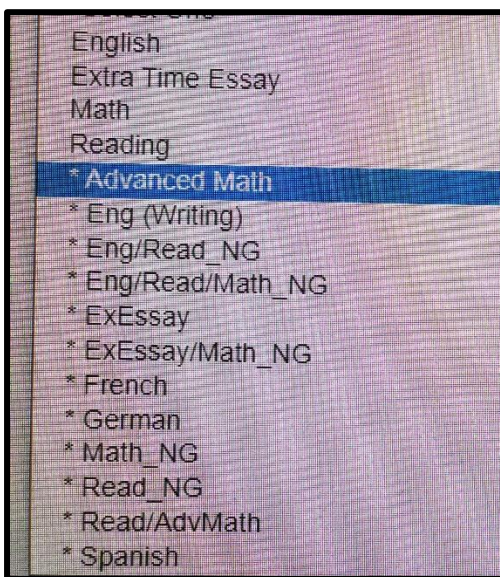 English
Extra Time Essay
Math
Reading
* Advanced Math
* Eng (Writing)
* Eng/Read_NG
* Eng/Read/Math_NG
* ExEssay
* ExEssay/Math_NG
* French
* German
* Math_NG
* Read_NG
* Read/AdvMath
* Spanish